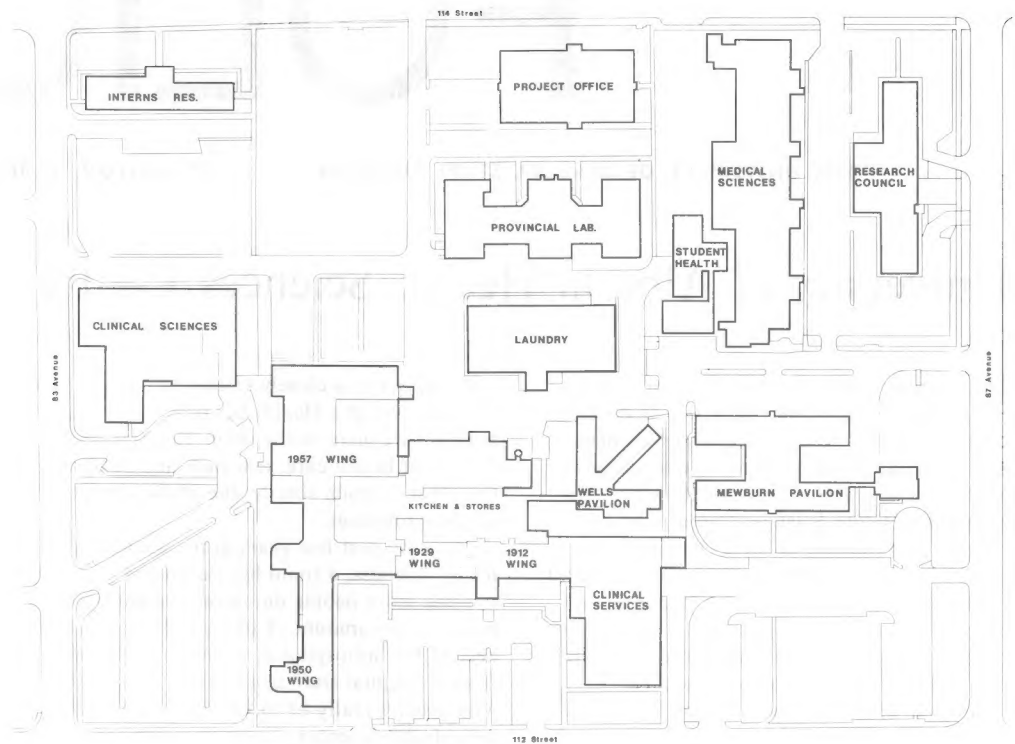 114 Street
INTERNS RES.
PROJECT OFFICE
MEDICAL
SCIENCES
RESEARCH
COUNCIL
PROVINCIAL LAB.
STUDENT
HEALTH
CLINICAL SCIENCES
LAUNDRY
83 Avenue
87 Avenue
1957 WING
WELLS
PAVILION
MEWBURN PAVILION
KITCHEN & STORES
1929
WING
1912
WING
CLINICAL
SERVICES
1950
WING
112 Street